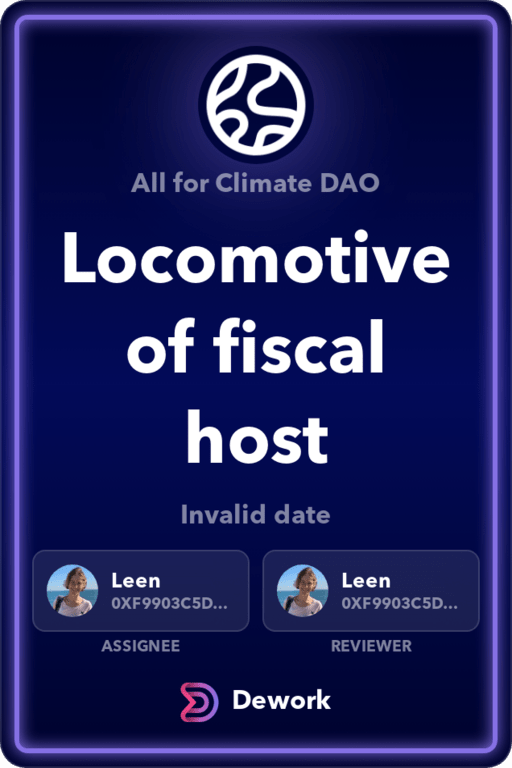 All for Climate DAO
Locomotive
of fiscal
host
Invalid date
Leen
0XF9903C5D...
Leen
0XF9903C5D...
ASSIGNEE
REVIEWER
Dework